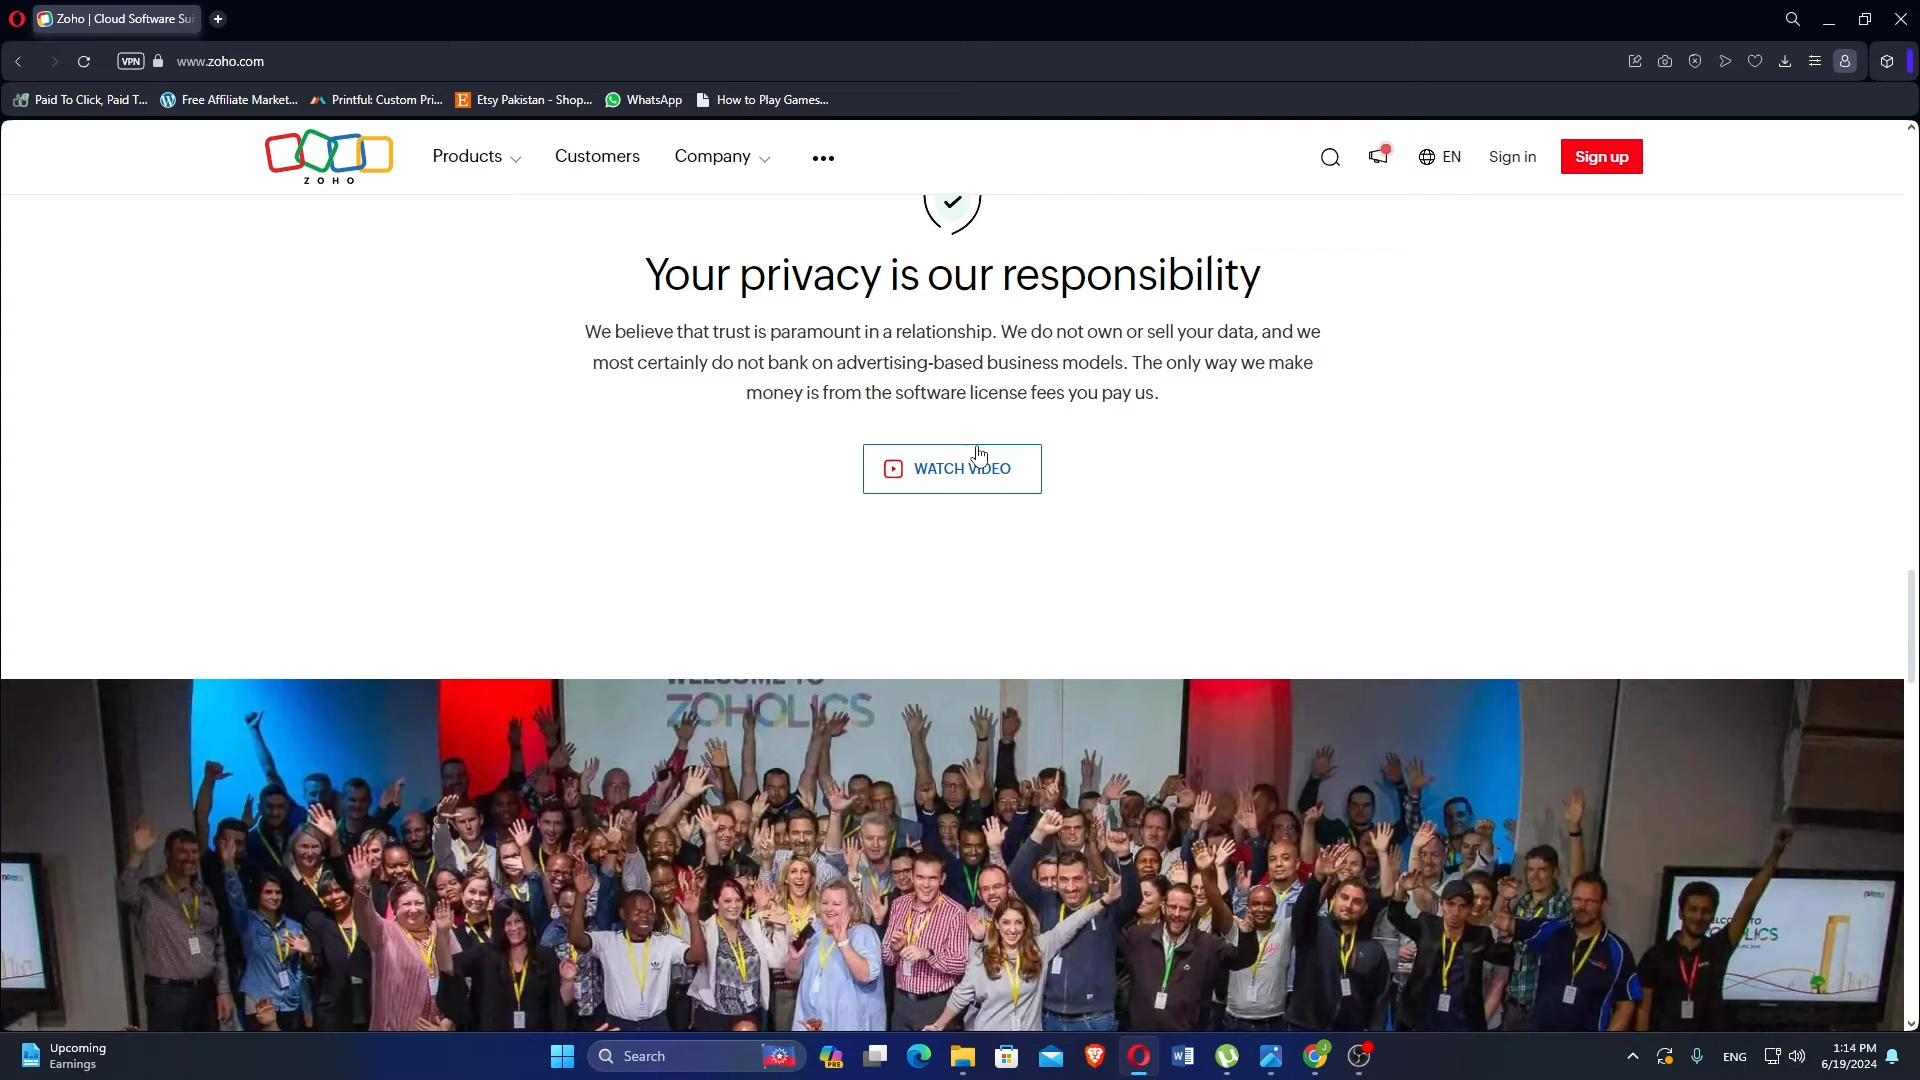 Zoho | Cloud Software Sui
VPN
www.zoho.com
Paid To Click, Paid T...
Free Affiliate Market...
Printful: Custom Pri...
Etsy Pakistan - Shop...
WhatsApp
How to Play Games...
ZOHO
Products
Customers
Company
EN
Sign in
Sign up
Your privacy is our responsibility
We believe that trust is paramount in a relationship. We do not own or sell your data, and we
most certainly do not bank on advertising-based business models. The only way we make
money is from the software license fees you pay us.
WATCH VIDEO
WELCOME TO
ZOHOLICS
Upcoming
Earnings
Search
PRE
ENG
1:14 PM
6/19/2024